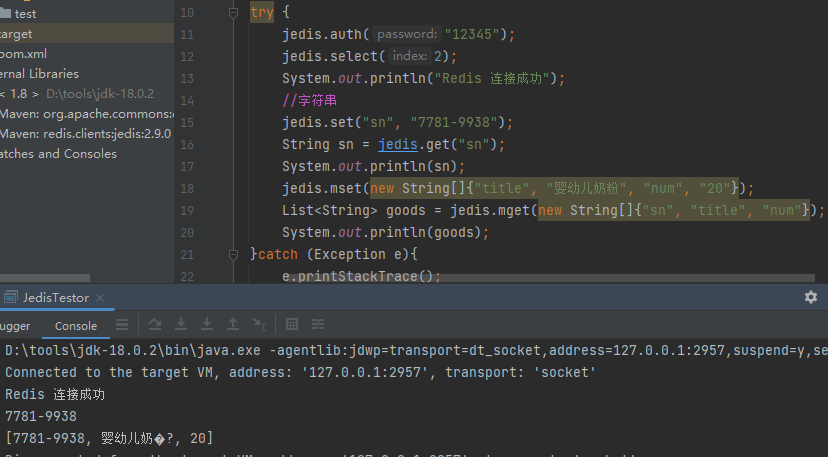 test
target
oom.xml
ernal Libraries
< 1.8 > D:\tools\jdk-18.0.2
Maven: org.apache.commons:
Maven: redis.clients:jedis:2.9.0
atches and Consoles
10 try {
11 jedis.auth( password: "12345");
12 jedis.select( index: 2);
13 System.out.println("Redis 连接成功");
14 //字符串
15 jedis.set("sn", "7781-9938");
16 String sn = jedis.get("sn");
17 System.out.println(sn);
18 jedis.mset(new String[]{"title", "婴幼儿奶粉", "num", "20"});
19 List<String> goods = jedis.mget(new String[]{"sn", "title", "num"});
20 System.out.println(goods);
21 }catch (Exception e){
22 e.printStackTrace();
JedisTestor ×
ugger Console
D:\tools\jdk-18.0.2\bin\java.exe -agentlib:jdwp=transport=dt_socket,address=127.0.0.1:2957,suspend=y,se
Connected to the target VM, address: '127.0.0.1:2957', transport: 'socket'
Redis 连接成功
7781-9938
[7781-9938, 婴幼儿奶�?, 20]